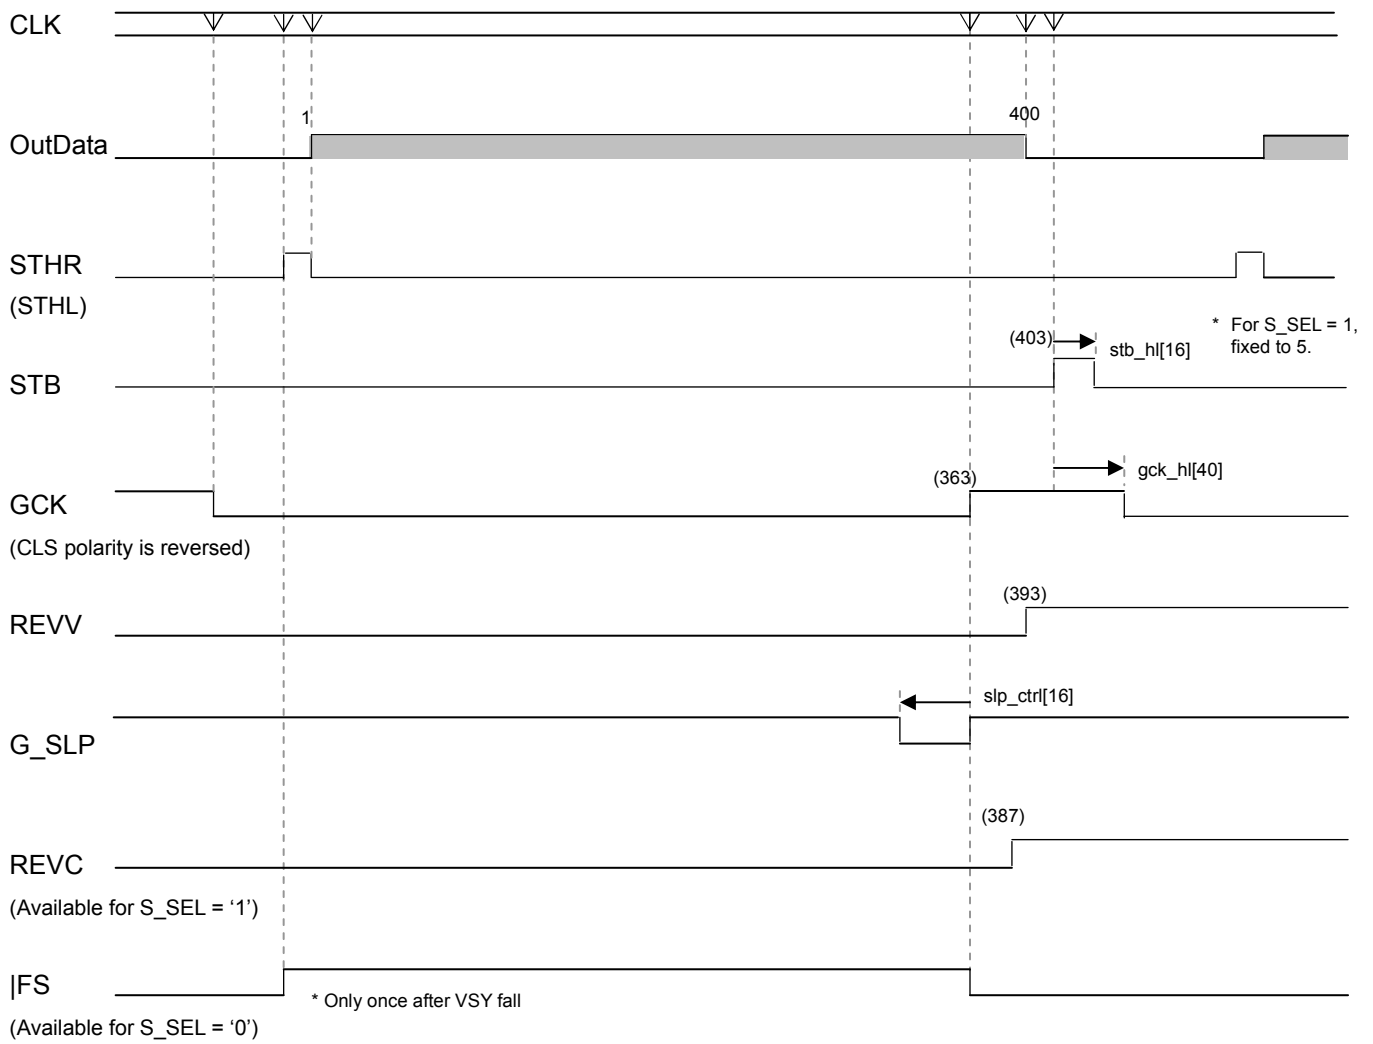 CLK
1
400
OutData
STHR
(STHL)
* For S_SEL = 1,
fixed to 5.
(403)
stb_hl[16]
STB
(363)
gck_hl[40]
GCK
(CLS polarity is reversed)
(393)
REVV
slp_ctrl[16]
G_SLP
(387)
REVC
(Available for S_SEL = ‘1’)
|FS
* Only once after VSY fall
(Available for S_SEL = ‘0’)